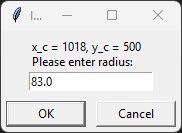 I...
x_c = 1018, y_c = 500
Please enter radius:
83.0
OK
Cancel